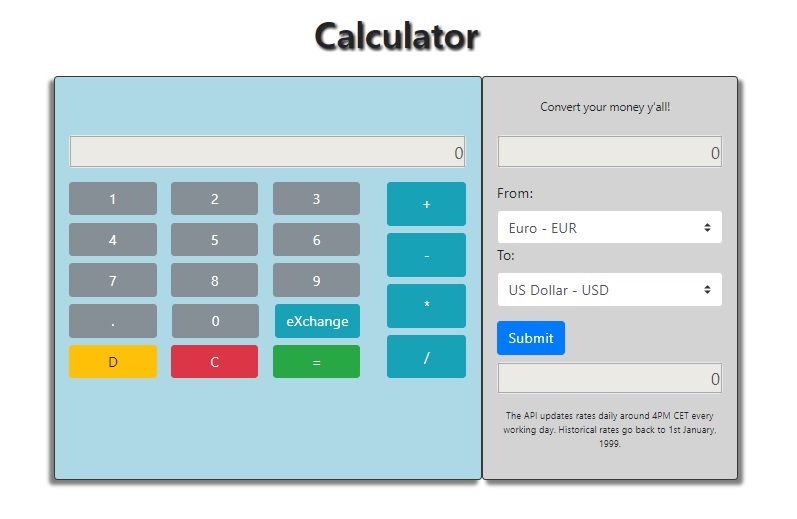 Calculator
0
1 2 3 +
4 5 6 -
7 8 9 *
. 0 eXchange /
D C =
Convert your money y'all!
0
From:
Euro - EUR
To:
US Dollar - USD
Submit
0
The API updates rates daily around 4PM CET every
working day. Historical rates go back to 1st January,
1999.